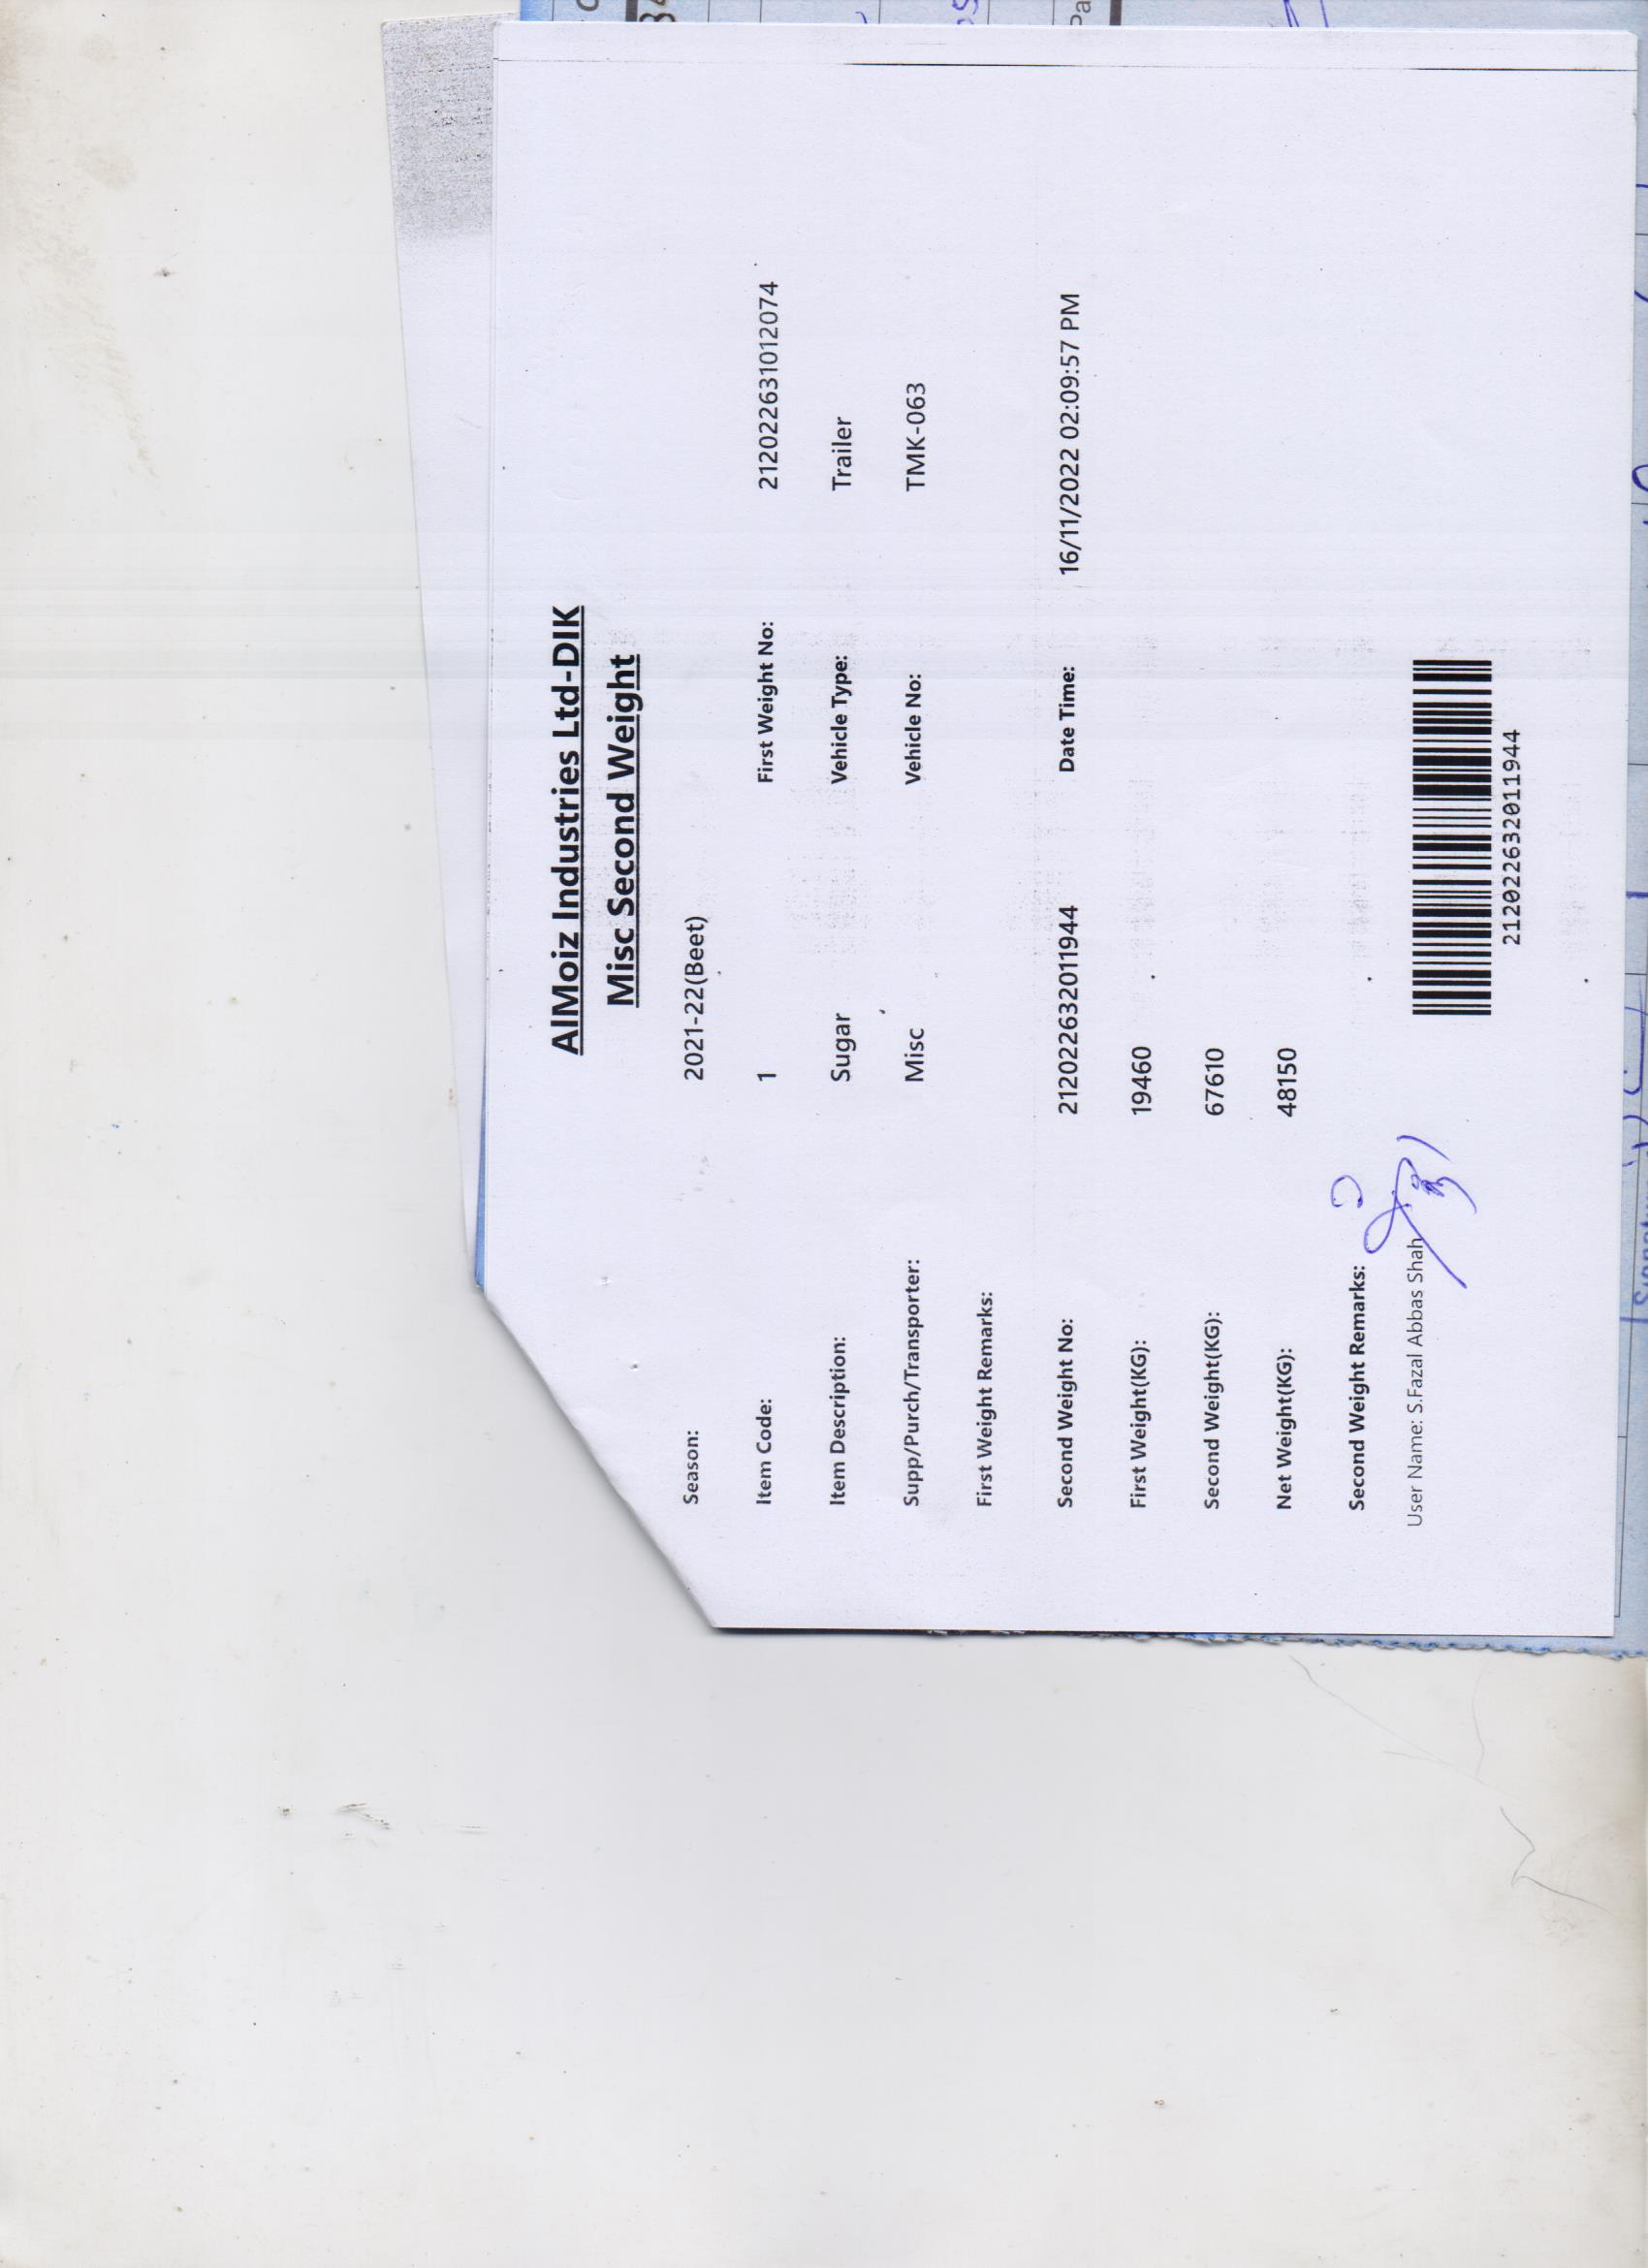 AlMoiz Industries Ltd-DIK
Misc Second Weight
Season: 2021-22(Beet)
Item Code: 1 First Weight No: 2120226310 12074
Item Description: Sugar Vehicle Type: Trailer
Supp/Purch/Transporter: Misc Vehicle No: TMK-063
First Weight Remarks:
Second Weight No: 212022632011944 Date Time: 16/11/2022 02:09:57 PM
First Weight(KG): 19460
Second Weight(KG): 67610
Net Weight(KG): 48150
Second Weight Remarks:
User Name: S.Fazal Abbas Shah
212022632011944